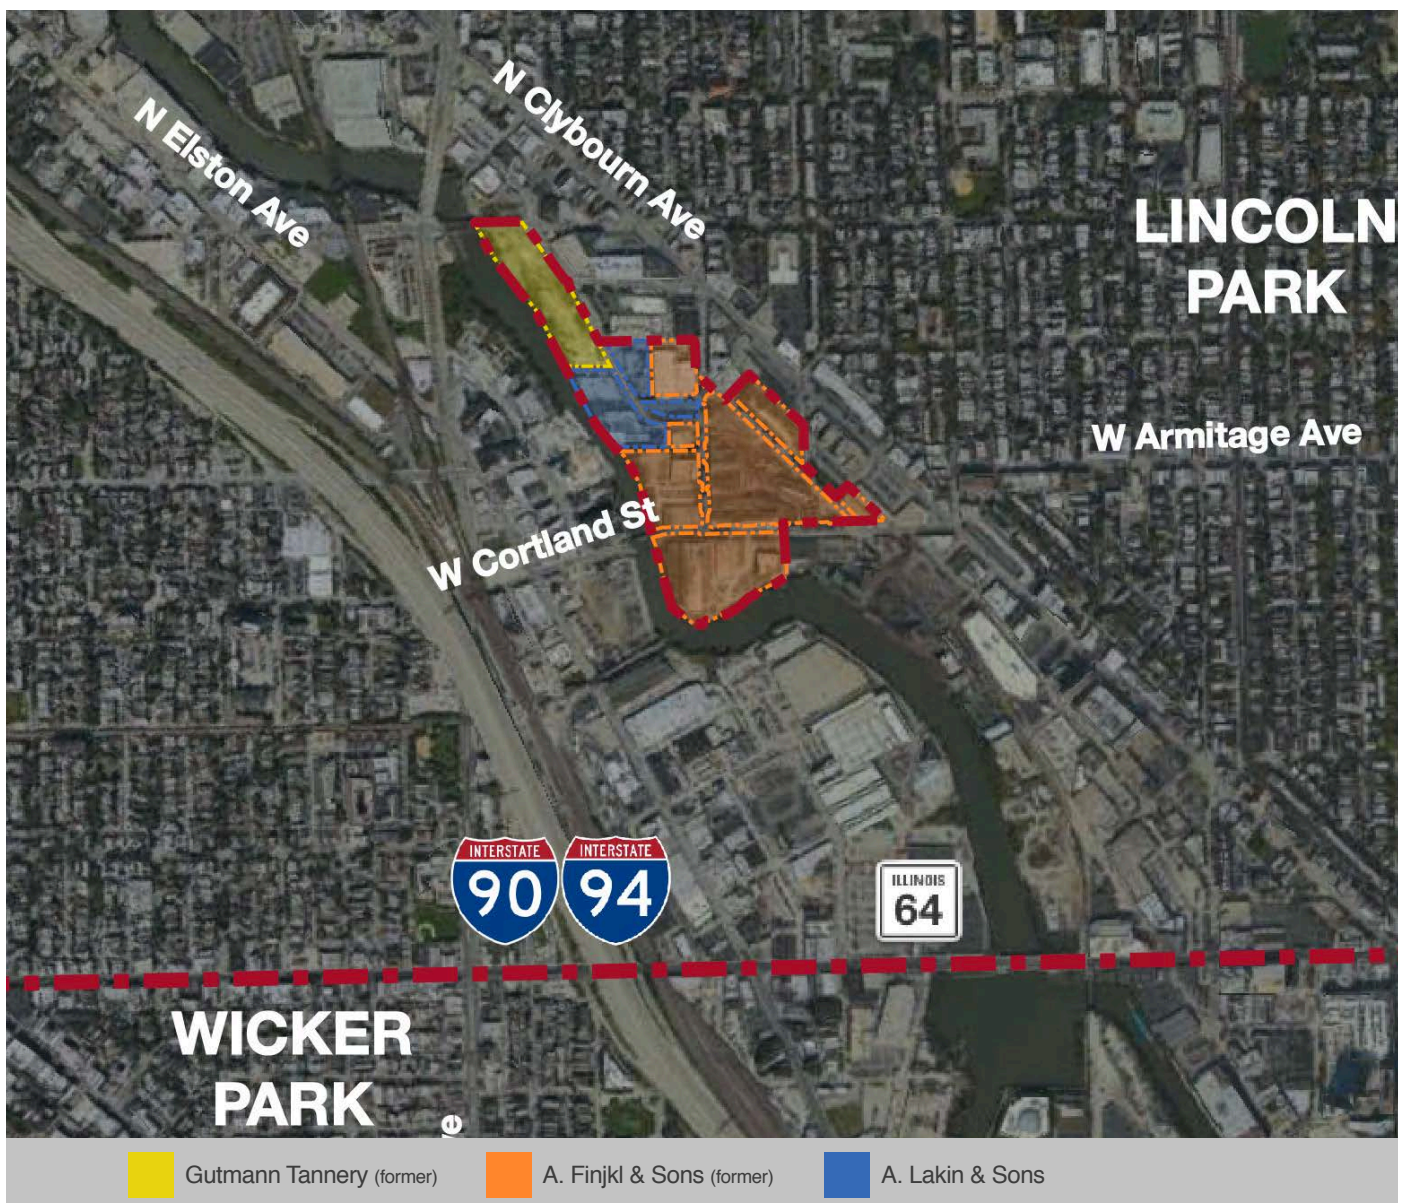 N Clybourn Ave
N Elston Ave
LINCOLN
PARK
W Armitage Ave
W Cortland St
INTERSTATE
90
INTERSTATE
94
ILLINOIS
64
WICKER
PARK
ve
Gutmann Tannery (former)
A. Finjkl & Sons (former)
A. Lakin & Sons